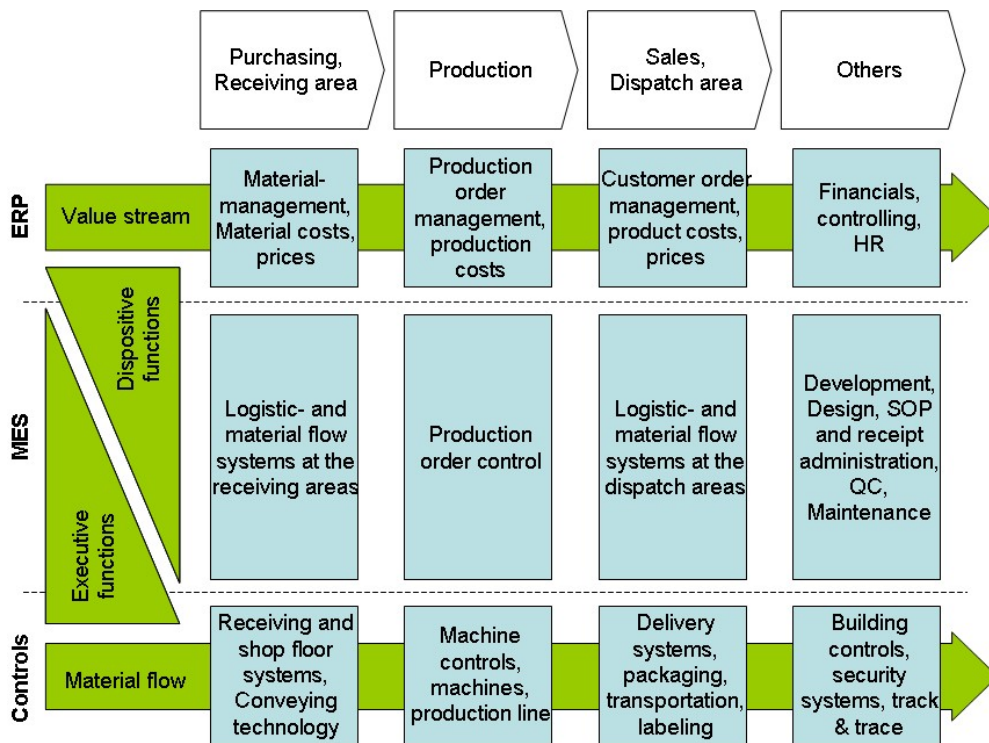 Purchasing,
Receiving area
Production
Sales,
Dispatch area
Others
ERP
Value stream
Material-
management,
Material costs,
prices
Production
order
management,
production
costs
Customer order
management,
product costs,
prices
Financials,
controlling,
HR
MES
Dispositive
functions
Executive
functions
Logistic- and
material flow
systems at the
receiving areas
Production
order control
Logistic- and
material flow
systems at the
dispatch areas
Development,
Design, SOP
and receipt
administration,
QC,
Maintenance
Controls
Material flow
Receiving and
shop floor
systems,
Conveying
technology
Machine
controls,
machines,
production line
Delivery
systems,
packaging,
transportation,
labeling
Building
controls,
security
systems, track
& trace